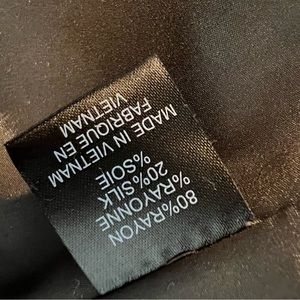 80%RAYON
%RAYONNE
20%SILK
%SOIE
MADE IN VIETNAM
FABRIQUE EN
VIETNAM